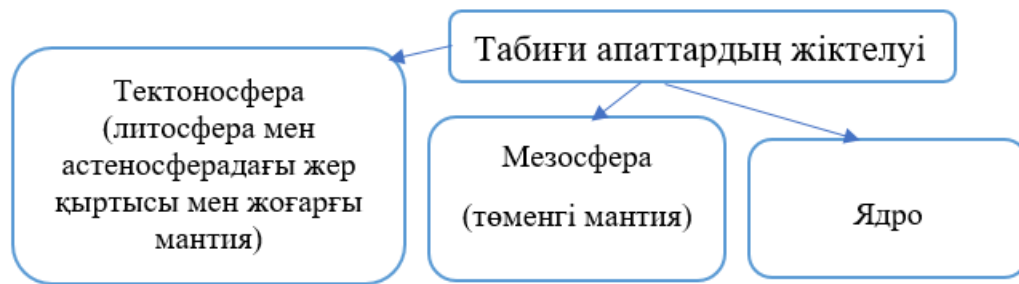 Табиғи апаттардың жіктелуі
Тектоносфера
(литосфера мен
астеносферадағы жер
қыртысы мен жоғарғы
мантия)
Мезосфера
(төменгі мантия)
Ядро